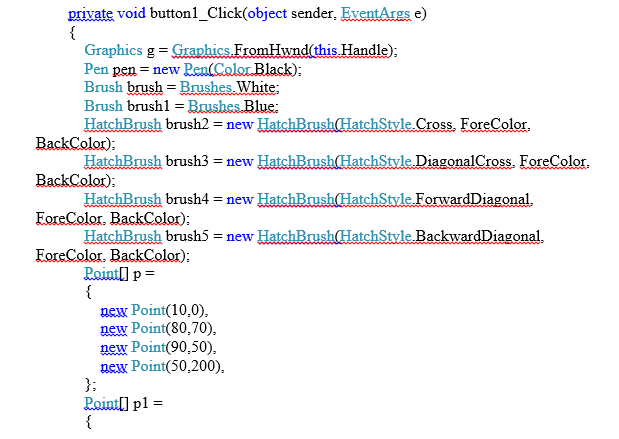 private void button1_Click(object sender, EventArgs e)
{
Graphics g = Graphics.FromHwnd(this.Handle);
Pen pen = new Pen(Color.Black);
Brush brush = Brushes.White;
Brush brush1 = Brushes.Blue;
HatchBrush brush2 = new HatchBrush(HatchStyle.Cross, ForeColor,
BackColor);
HatchBrush brush3 = new HatchBrush(HatchStyle.DiagonalCross, ForeColor,
BackColor);
HatchBrush brush4 = new HatchBrush(HatchStyle.ForwardDiagonal,
ForeColor, BackColor);
HatchBrush brush5 = new HatchBrush(HatchStyle.BackwardDiagonal,
ForeColor, BackColor);
Point[] p =
{
new Point(10,0),
new Point(80,70),
new Point(90,50),
new Point(50,200),
};
Point[] p1 =
{